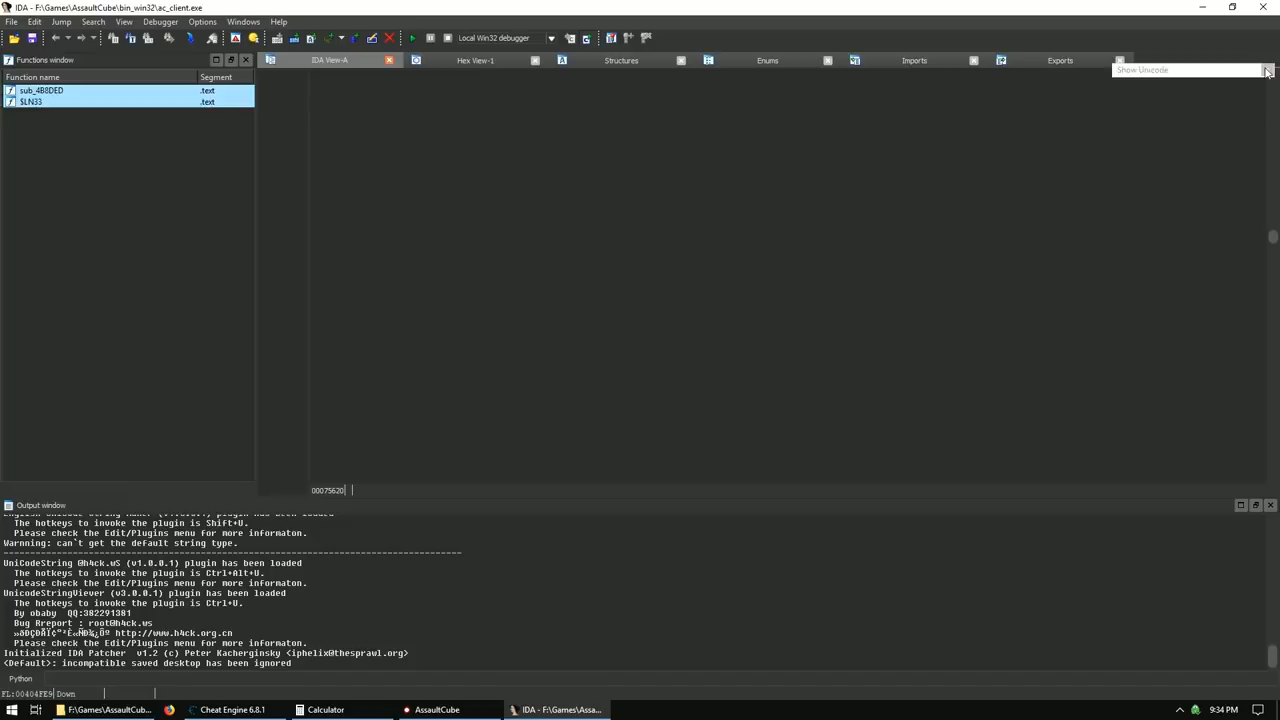 IDA - F:\Games\AssaultCube\bin_win32\ac_client.exe
File Edit Jump Search View Debugger Options Windows Help
Local Win32 debugger
Functions window
IDA View-A Hex View-1 Structures Enums Imports Exports
Show Unicode
Function name Segment
sub_4B8DED .text
$LN33 .text
00075620
Output window
The hotkeys to invoke the plugin is Shift+U.
Please check the Edit/Plugins menu for more informaton.
Warnning: can`t get the default string type.
--------------------------------------------------------------------------------
UniCodeString @h4ck.wS (v1.0.0.1) plugin has been loaded
The hotkeys to invoke the plugin is Ctrl+Alt+U.
Please check the Edit/Plugins menu for more informaton.
UnicodeStringViewer (v3.0.0.1) plugin has been loaded
The hotkeys to invoke the plugin is Ctrl+U.
By obaby QQ:382291381
Bug Rreport : root@h4ck.ws
http://www.h4ck.org.cn
Please check the Edit/Plugins menu for more informaton.
Initialized IDA Patcher v1.2 (c) Peter Kacherginsky <iphelix@thesprawl.org>
<Default>: incompatible saved desktop has been ignored
Python
FL:00404FE9 Down
F:\Games\AssaultCub... Cheat Engine 6.8.1 Calculator AssaultCube IDA - F:\Games\Assa... 9:34 PM